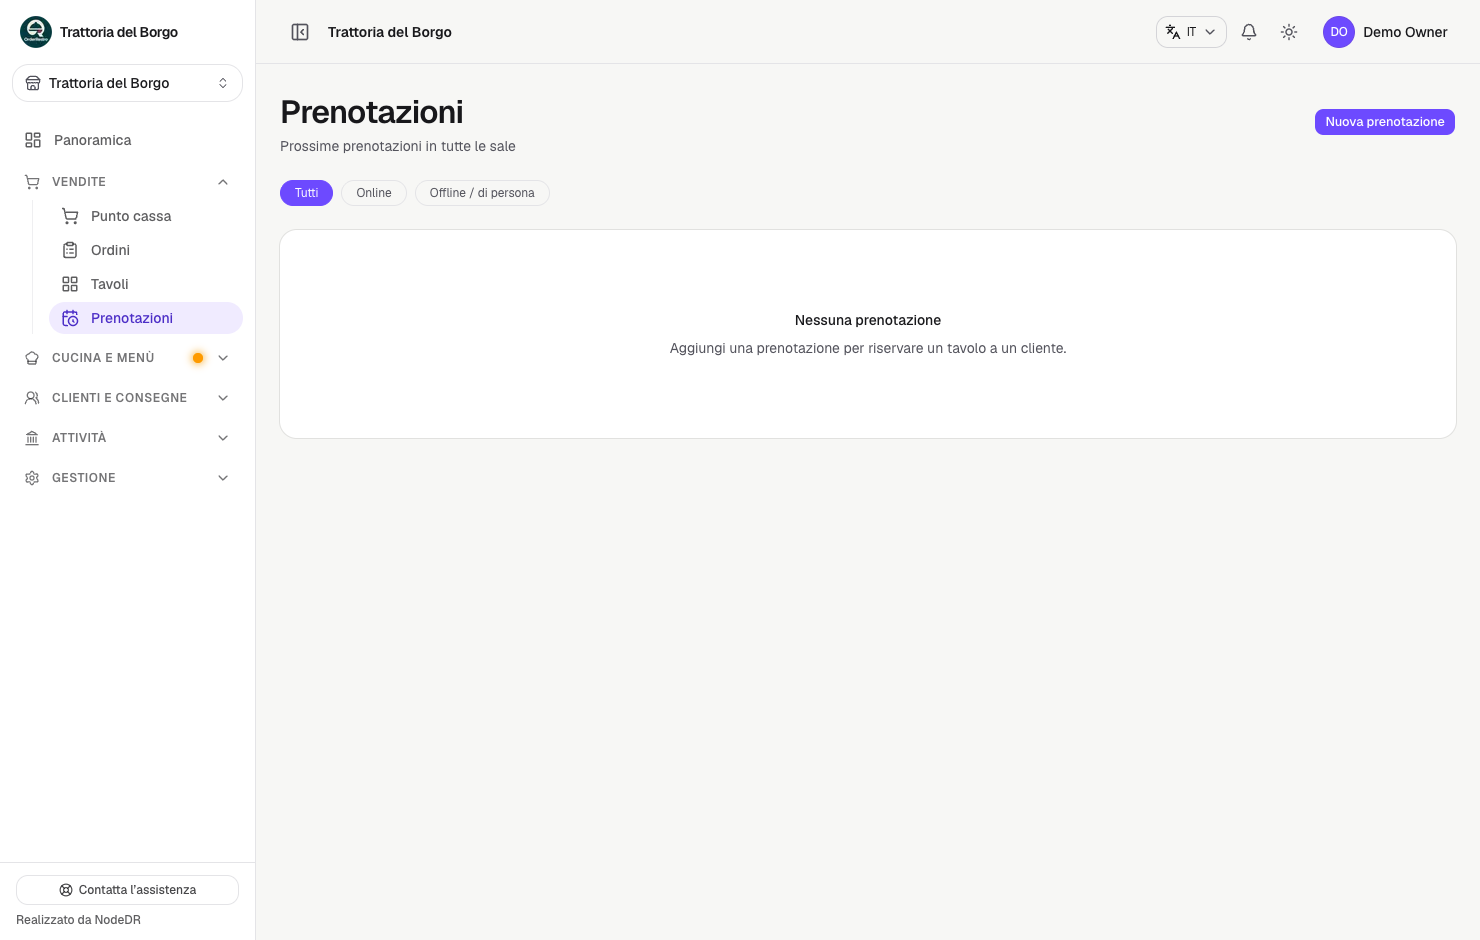 Trattoria del Borgo
Trattoria del Borgo
Panoramica
VENDITE
Punto cassa
Ordini
Tavoli
Prenotazioni
CUCINA E MENÙ
CLIENTI E CONSEGNE
ATTIVITÀ
GESTIONE
Contatta l'assistenza
Realizzato da NodeDR
Trattoria del Borgo
IT
DO
Demo Owner
Prenotazioni
Prossime prenotazioni in tutte le sale
Nuova prenotazione
Tutti
Online
Offline / di persona
Nessuna prenotazione
Aggiungi una prenotazione per riservare un tavolo a un cliente.